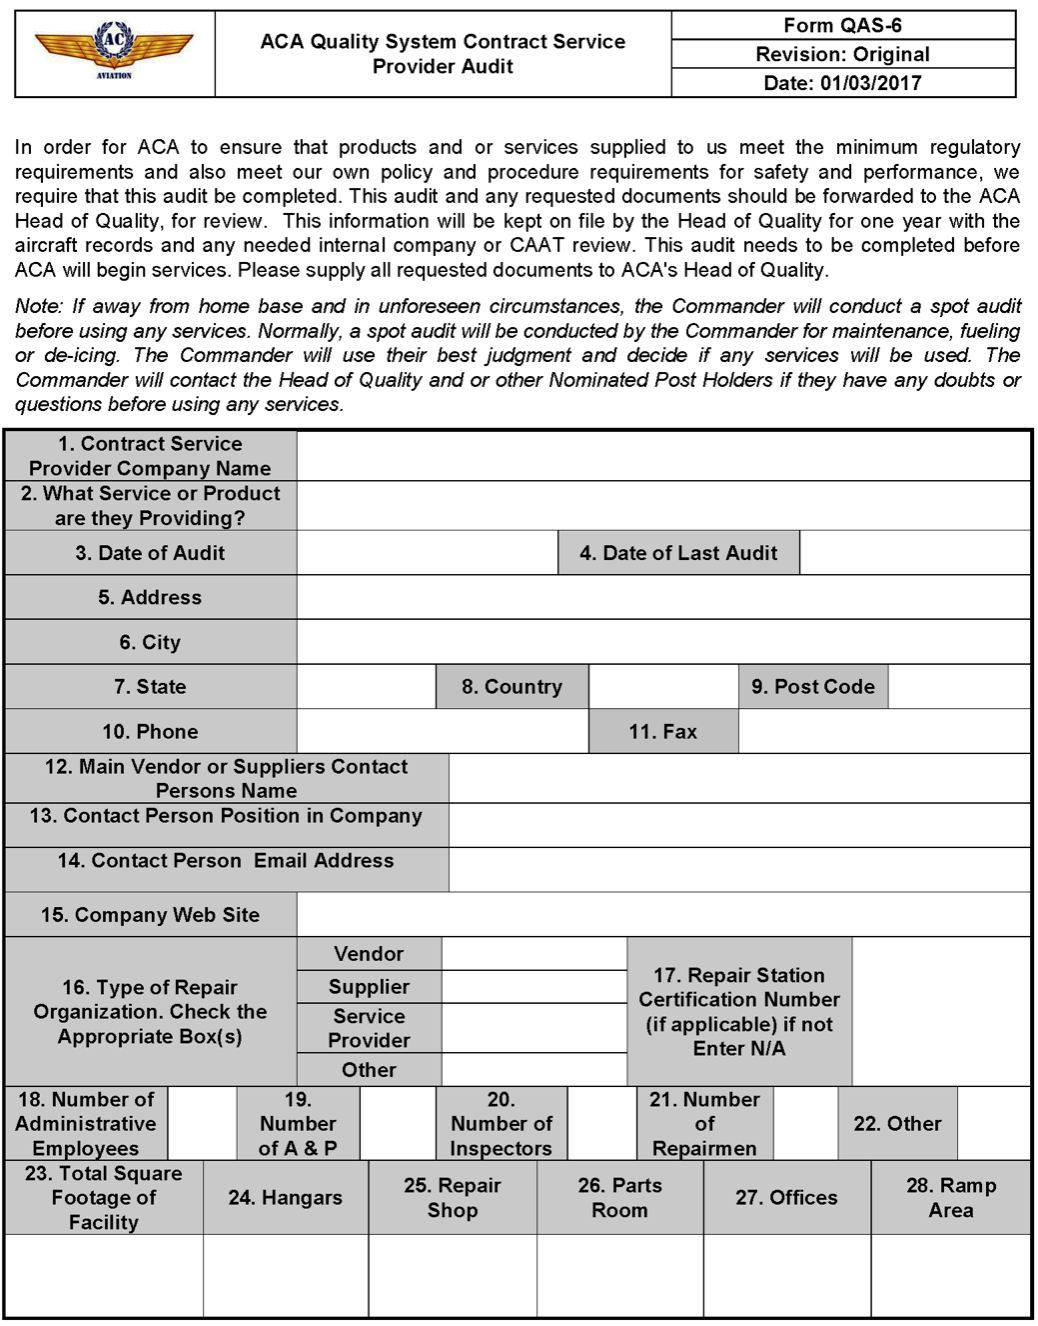 AC
AVIATION
ACA Quality System Contract Service
Provider Audit
Form QAS-6
Revision: Original
Date: 01/03/2017
In order for ACA to ensure that products and or services supplied to us meet the minimum regulatory
requirements and also meet our own policy and procedure requirements for safety and performance, we
require that this audit be completed. This audit and any requested documents should be forwarded to the ACA
Head of Quality, for review.  This information will be kept on file by the Head of Quality for one year with the
aircraft records and any needed internal company or CAAT review. This audit needs to be completed before
ACA will begin services. Please supply all requested documents to ACA's Head of Quality.
Note: If away from home base and in unforeseen circumstances, the Commander will conduct a spot audit
before using any services. Normally, a spot audit will be conducted by the Commander for maintenance, fueling
or de-icing. The Commander will use their best judgment and decide if any services will be used. The
Commander will contact the Head of Quality and or other Nominated Post Holders if they have any doubts or
questions before using any services.
1. Contract Service
Provider Company Name
2. What Service or Product
are they Providing?
3. Date of Audit
4. Date of Last Audit
5. Address
6. City
7. State
8. Country
9. Post Code
10. Phone
11. Fax
12. Main Vendor or Suppliers Contact
Persons Name
13. Contact Person Position in Company
14. Contact Person  Email Address
15. Company Web Site
16. Type of Repair
Organization. Check the
Appropriate Box(s)
Vendor
Supplier
Service
Provider
Other
17. Repair Station
Certification Number
(if applicable) if not
Enter N/A
18. Number of
Administrative
Employees
19.
Number
of A & P
20.
Number of
Inspectors
21. Number
of
Repairmen
22. Other
23. Total Square
Footage of
Facility
24. Hangars
25. Repair
Shop
26. Parts
Room
27. Offices
28. Ramp
Area